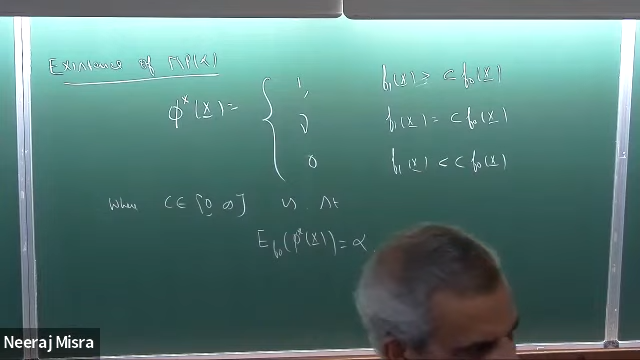 Existence of MP(α)
φ*(x) = { 1, f₁(x) > c f₀(x)
γ f₁(x) = c f₀(x)
0 f₁(x) < c f₀(x)
Where C ∈ [0, ∞] is st
E_{f₀}(φ*(x)) = α
Neeraj Misra